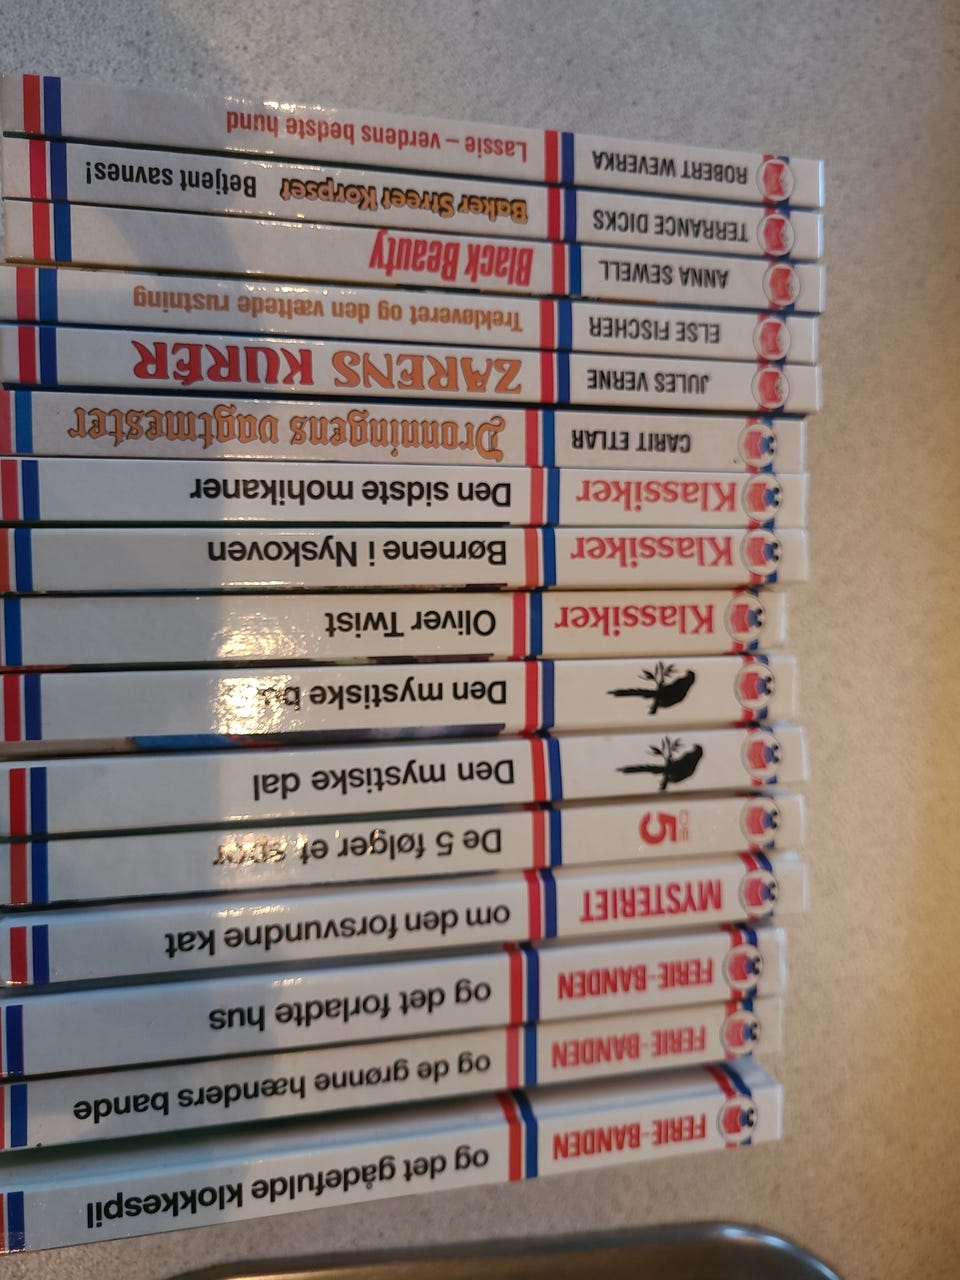 FERIE-BANDEN og det gådefulde klokkespil
FERIE-BANDEN og de grønne hænders bande
FERIE-BANDEN og det forladte hus
MYSTERIET om den forsvundne kat
DE 5 De 5 følger et spor
Den mystiske dal
Den mystiske
Klassiker Oliver Twist
Klassiker Børnene i Nyskoven
Klassiker Den sidste mohikaner
CARIT ETLAR Dronningens vagtmester
JULES VERNE ZARENS KURÉR
ELSE FISCHER Trekløveret og den væltede rustning
ANNA SEWELL Black Beauty
TERRANCE DICKS Baker Street Korpset Betjent savnes!
ROBERT WEVERKA Lassie – verdens bedste hund